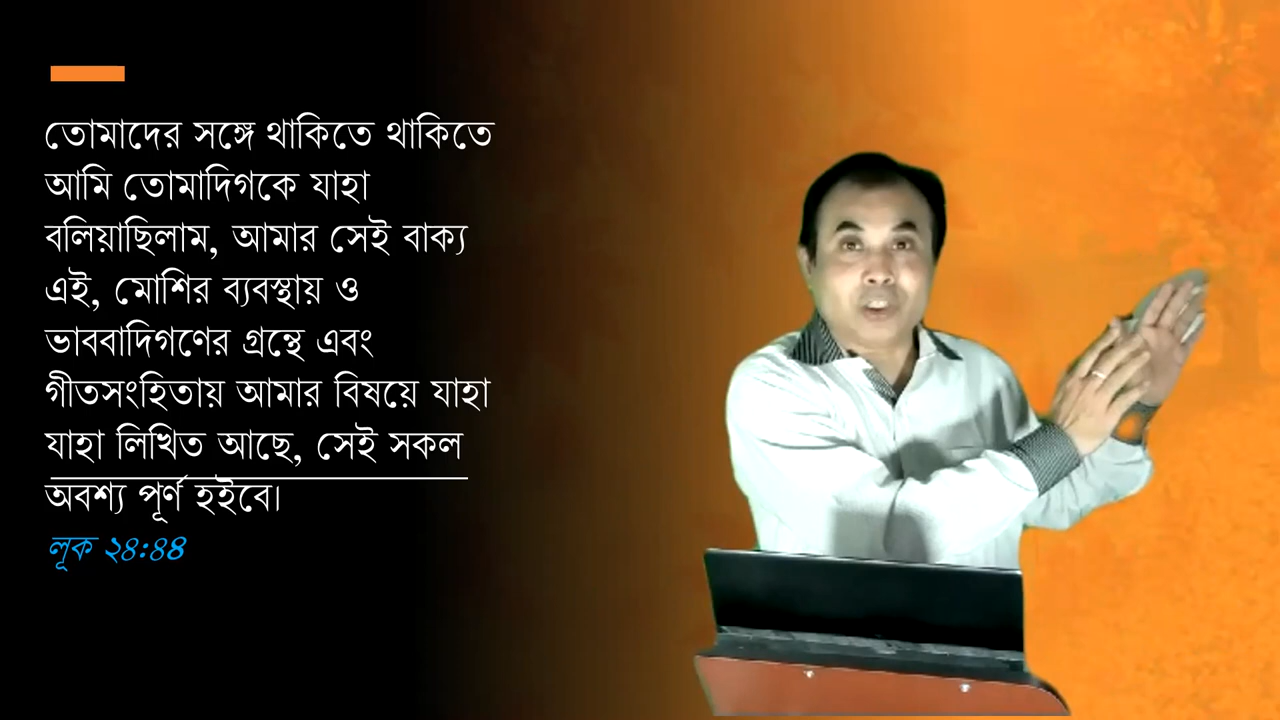 তোমাদের সঙ্গে থাকিতে থাকিতে
আমি তোমাদিগকে যাহা
বলিয়াছিলাম, আমার সেই বাক্য
এই, মোশির ব্যবস্থায় ও
ভাববাদিগণের গ্রন্থে এবং
গীতসংহিতায় আমার বিষয়ে যাহা
যাহা লিখিত আছে, সেই সকল
অবশ্য পূর্ণ হইবে।
লূক ২৪:৪৪